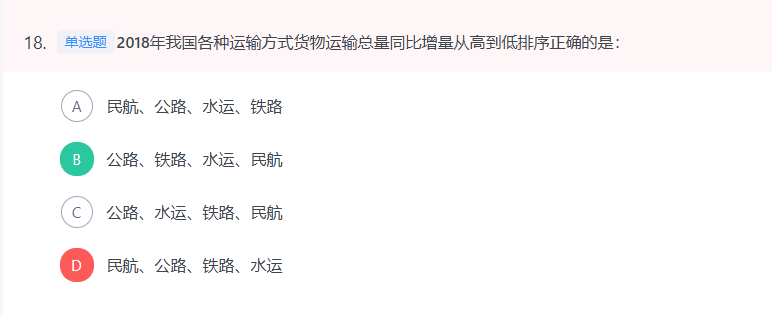 18. 单选题 2018年我国各种运输方式货物运输总量同比增量从高到低排序正确的是：
A 民航、公路、水运、铁路
B 公路、铁路、水运、民航
C 公路、水运、铁路、民航
D 民航、公路、铁路、水运